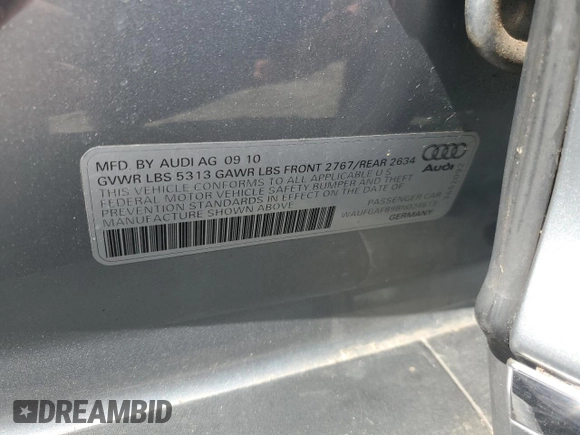 MFD BY AUDI AG 09 10
GVWR LBS 5313 GAWR LBS FRONT 2767/REAR 2634
THIS VEHICLE CONFORMS TO ALL APPLICABLE U S
FEDERAL MOTOR VEHICLE SAFETY BUMPER AND THEFT
PREVENTION STANDARDS IN EFFECT ON THE DATE OF
MANUFACTURE SHOWN ABOVE
Audi
PASSENGER CAR
GERMANY
DREAMBID